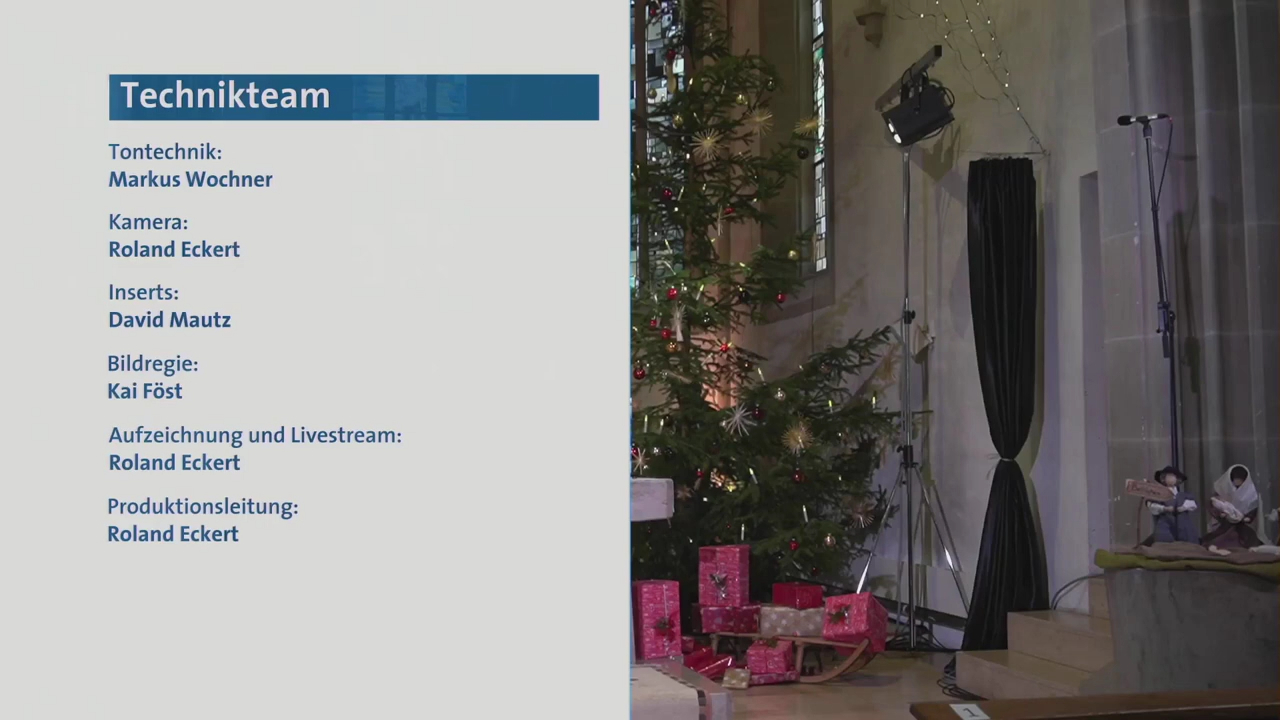 Technikteam
Tontechnik:
Markus Wochner
Kamera:
Roland Eckert
Inserts:
David Mautz
Bildregie:
Kai Föst
Aufzeichnung und Livestream:
Roland Eckert
Produktionsleitung:
Roland Eckert
1